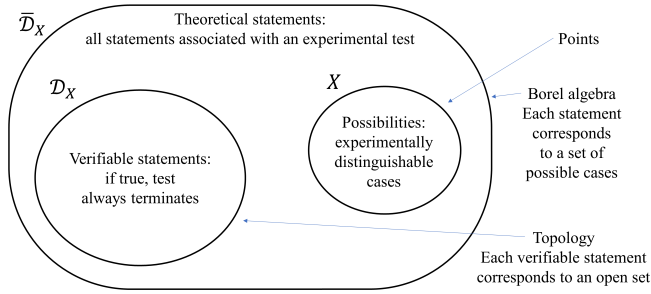 𝒟̄_X
Theoretical statements:
all statements associated with an experimental test
Points
𝒟_X
X
Borel algebra
Each statement
corresponds
to a set of
possible cases
Possibilities:
experimentally
distinguishable
cases
Verifiable statements:
if true, test
always terminates
Topology
Each verifiable statement
corresponds to an open set